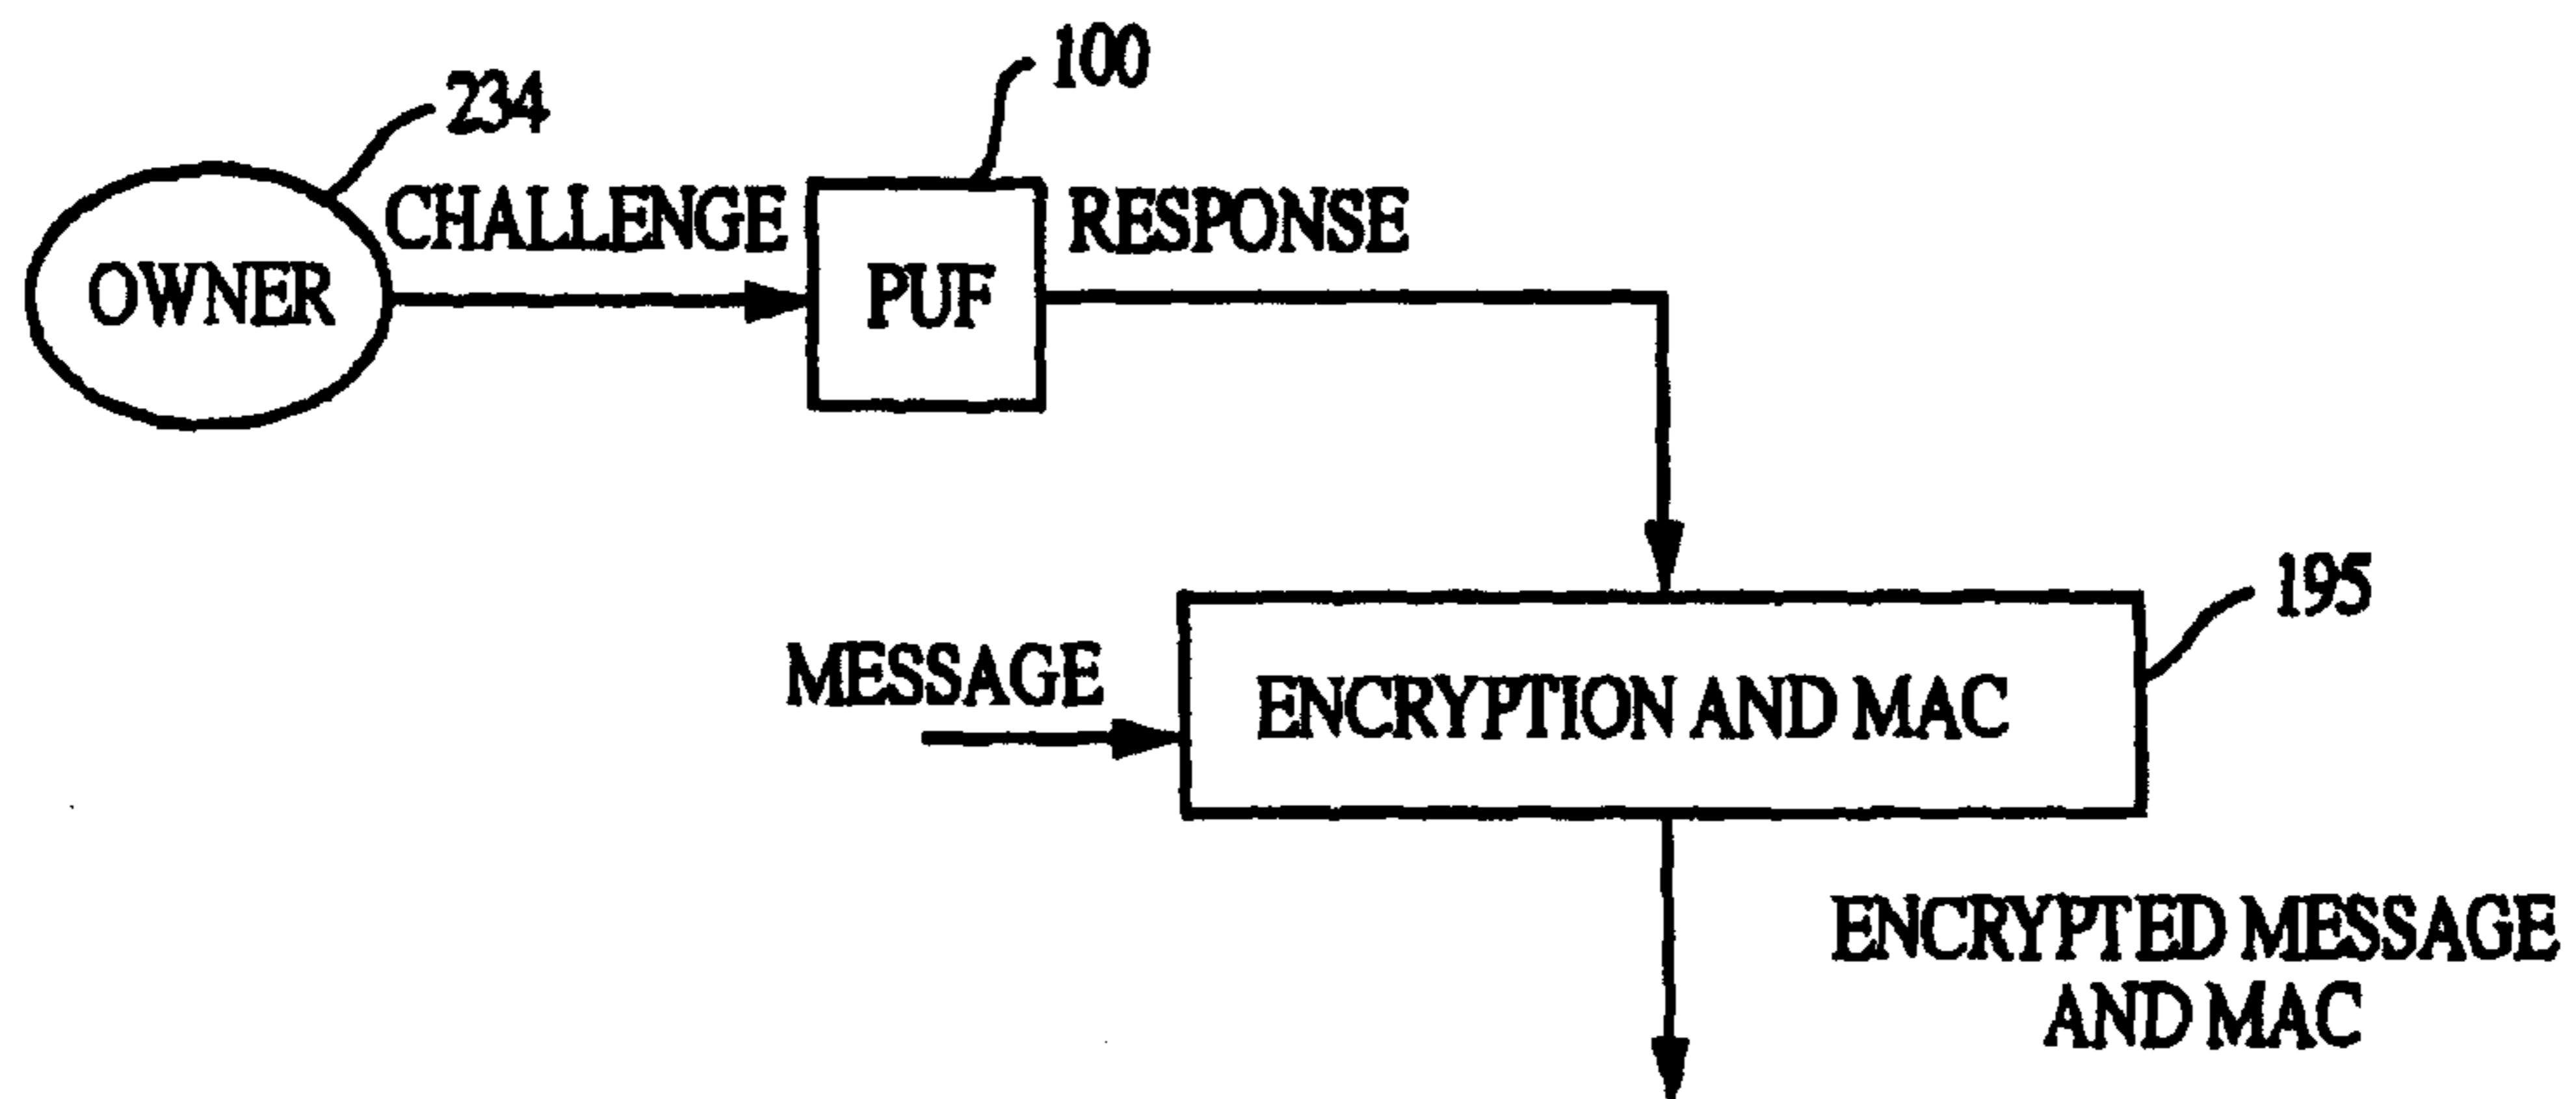 100
234
CHALLENGE
RESPONSE
OWNER
PUF
195
MESSAGE
ENCRYPTION AND MAC
ENCRYPTED MESSAGE
AND MAC